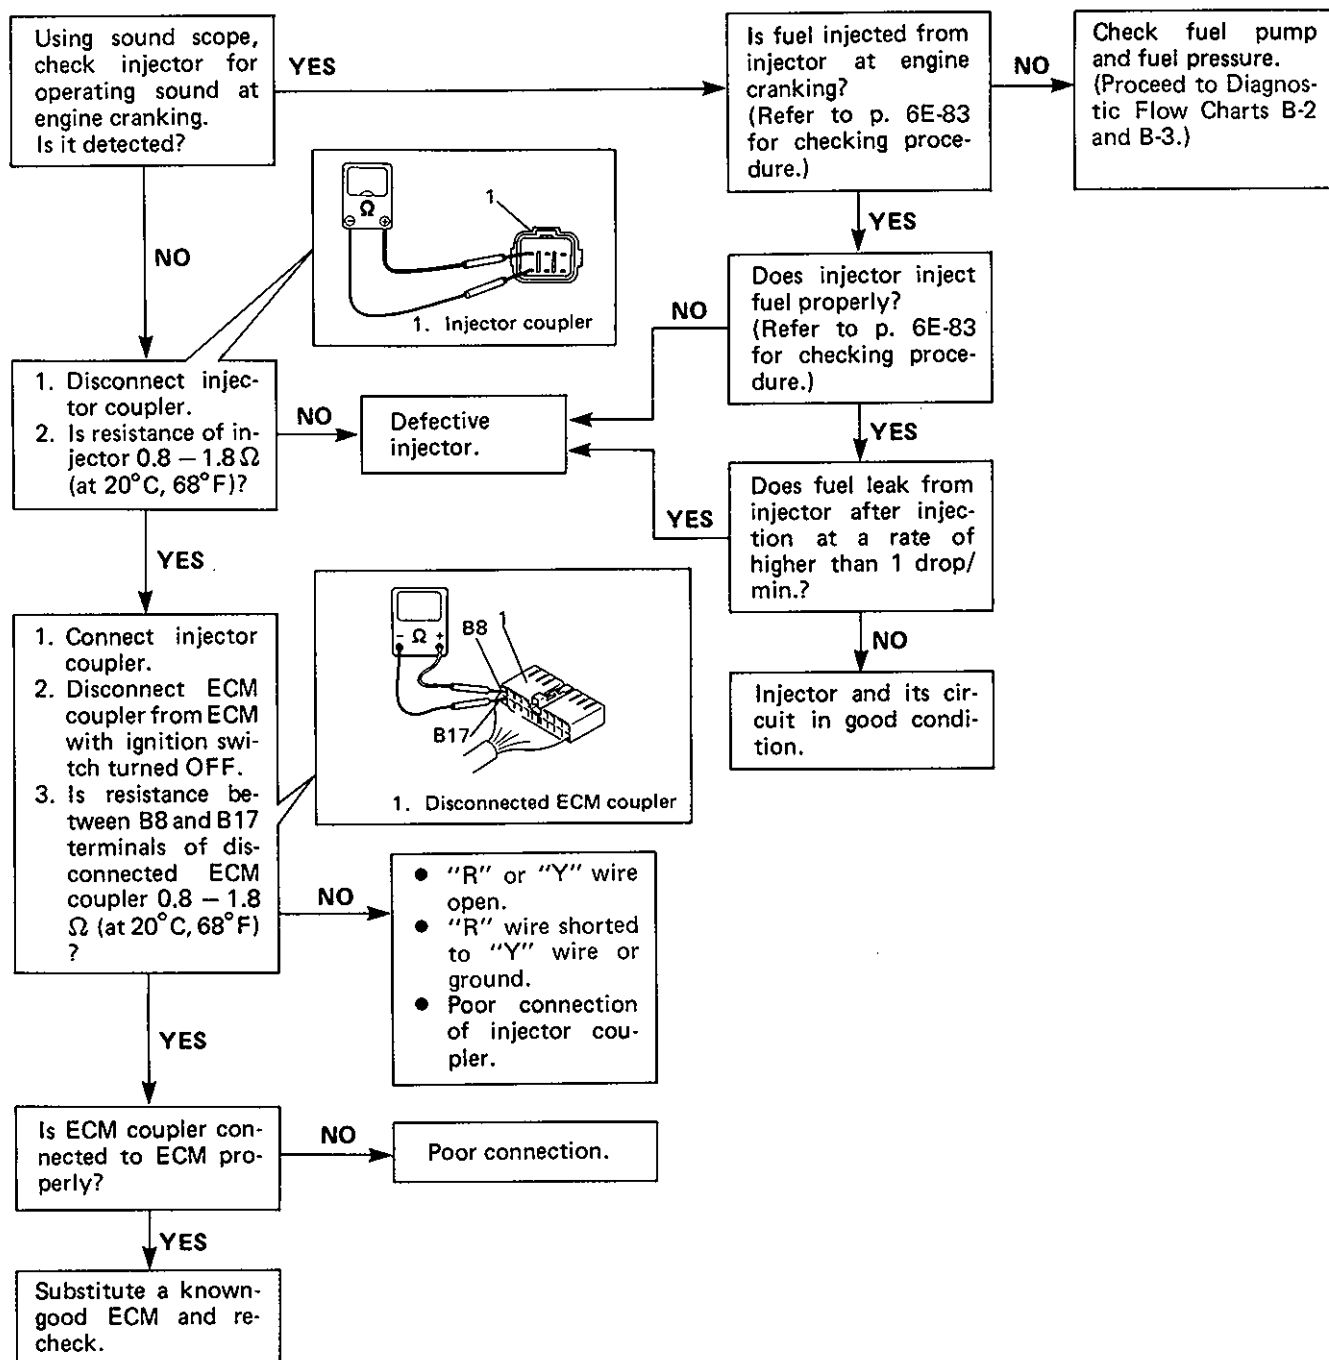 Using sound scope,
check injector for
operating sound at
engine cranking.
Is it detected?
YES
Is fuel injected from
injector at engine
cranking?
(Refer to p. 6E-83
for checking proce-
dure.)
NO
Check fuel pump
and fuel pressure.
(Proceed to Diagnos-
tic Flow Charts B-2
and B-3.)
NO
Ω
- +
1
1. Injector coupler
YES
Does injector inject
fuel properly?
(Refer to p. 6E-83
for checking proce-
dure.)
NO
1. Disconnect injec-
tor coupler.
2. Is resistance of in-
jector 0.8 – 1.8 Ω
(at 20°C, 68°F)?
NO
Defective
injector.
YES
Does fuel leak from
injector after injec-
tion at a rate of
higher than 1 drop/
min.?
YES
NO
Injector and its cir-
cuit in good condi-
tion.
YES
1. Connect injector
coupler.
2. Disconnect ECM
coupler from ECM
with ignition swi-
tch turned OFF.
3. Is resistance be-
tween B8 and B17
terminals of dis-
connected ECM
coupler 0.8 – 1.8
Ω (at 20°C, 68°F)
?
- Ω +
B8
1
B17
1. Disconnected ECM coupler
NO
● "R" or "Y" wire
open.
● "R" wire shorted
to "Y" wire or
ground.
● Poor connection
of injector cou-
pler.
YES
Is ECM coupler con-
nected to ECM pro-
perly?
NO
Poor connection.
YES
Substitute a known-
good ECM and re-
check.